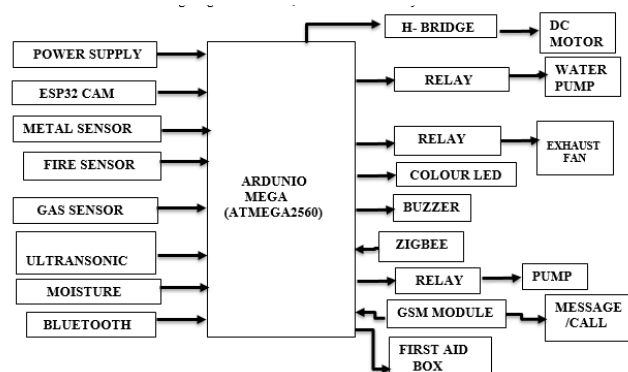 POWER SUPPLY
ESP32 CAM
METAL SENSOR
FIRE SENSOR
GAS SENSOR
ULTRANSONIC
MOISTURE
BLUETOOTH
ARDUNIO
MEGA
(ATMEGA2560)
H- BRIDGE
DC
MOTOR
RELAY
WATER
PUMP
RELAY
EXHAUST
FAN
COLOUR LED
BUZZER
ZIGBEE
RELAY
PUMP
GSM MODULE
MESSAGE
/CALL
FIRST AID
BOX